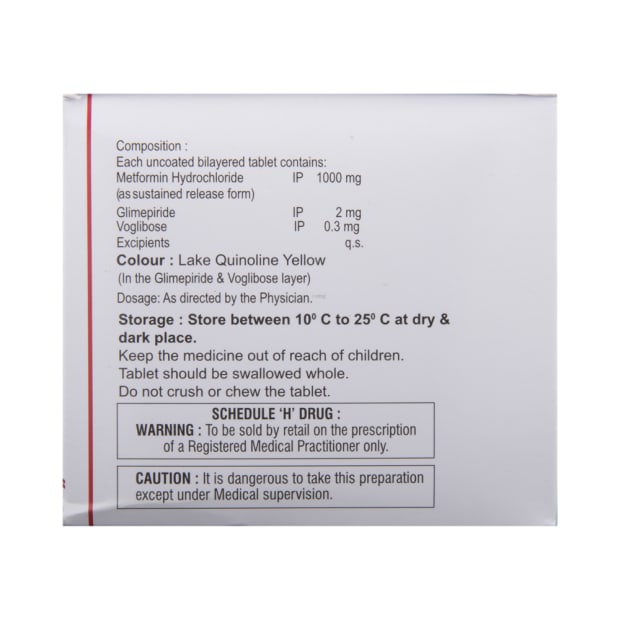 Composition :
Each uncoated bilayered tablet contains:
Metformin Hydrochloride IP 1000 mg
(as sustained release form)
Glimepiride IP 2 mg
Voglibose IP 0.3 mg
Excipients q.s.
Colour : Lake Quinoline Yellow
(In the Glimepiride & Voglibose layer)
Dosage: As directed by the Physician.
Storage : Store between 10⁰ C to 25⁰ C at dry &
dark place.
Keep the medicine out of reach of children.
Tablet should be swallowed whole.
Do not crush or chew the tablet.
SCHEDULE 'H' DRUG :
WARNING : To be sold by retail on the prescription
of a Registered Medical Practitioner only.
CAUTION : It is dangerous to take this preparation
except under Medical supervision.